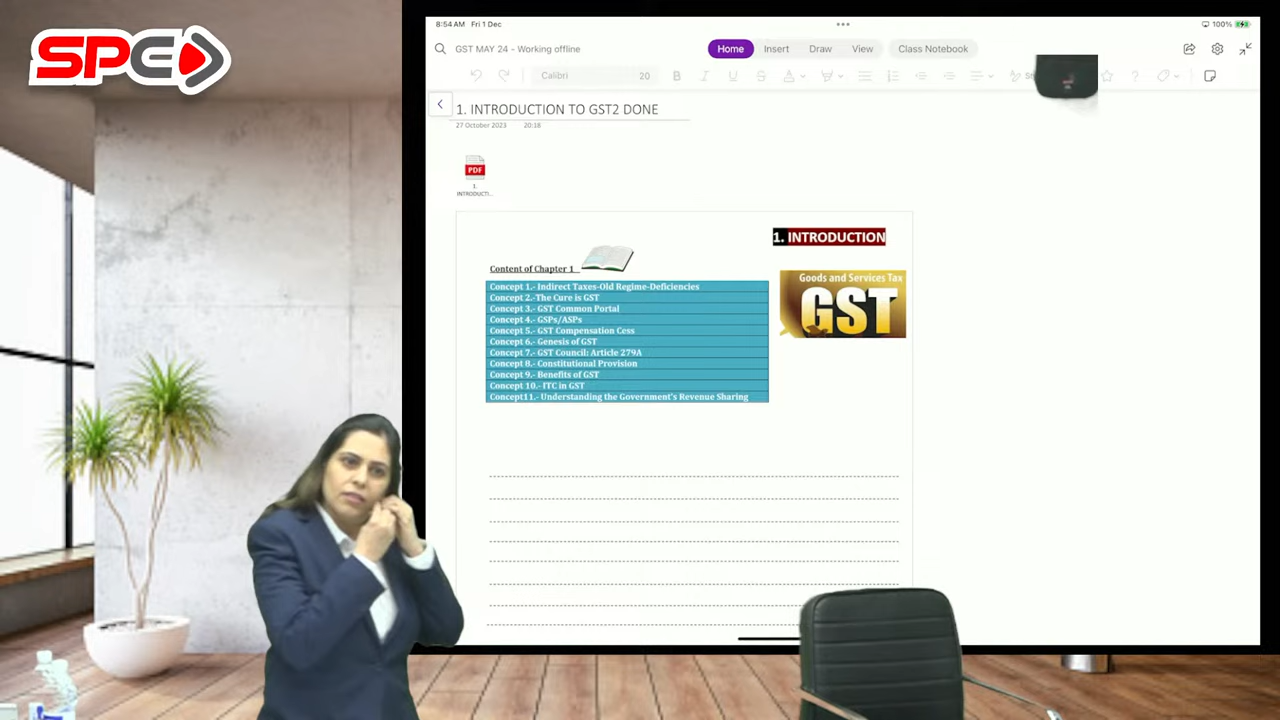 SPED
8:54 AM Fri 1 Dec
100%
GST MAY 24 - Working offline
Home
Insert
Draw
View
Class Notebook
Calibri
20
1. INTRODUCTION TO GST2 DONE
27 October 2023 20:18
PDF
1.
INTRODUCTI...
1. INTRODUCTION
Content of Chapter 1
Goods and Services Tax
GST
Concept 1.- Indirect Taxes-Old Regime-Deficiencies
Concept 2.-The Cure is GST
Concept 3.- GST Common Portal
Concept 4.- GSPs/ASPs
Concept 5.- GST Compensation Cess
Concept 6.- Genesis of GST
Concept 7.- GST Council: Article 279A
Concept 8.- Constitutional Provision
Concept 9.- Benefits of GST
Concept 10.- ITC in GST
Concept11.- Understanding the Government's Revenue Sharing